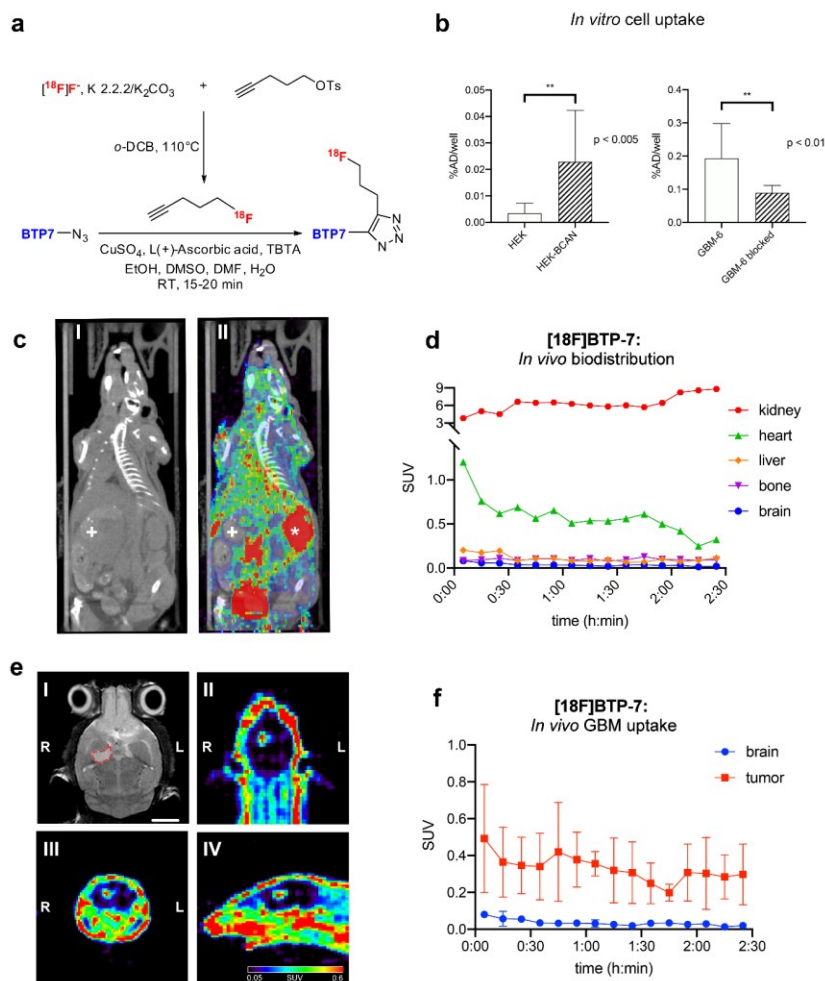 a
[18F]F-, K 2.2.2/K2CO3
+
OTs
o-DCB, 110°C
18F
BTP7
N3
CuSO4, L(+)-Ascorbic acid, TBTA
EtOH, DMSO, DMF, H2O
RT, 15-20 min
18F
BTP7
N
N
N
b
In vitro cell uptake
%AD/well
0.05
0.04
0.03
0.02
0.01
0.00
**
p < 0.005
HEK
HEK-BCAN
%AD/well
0.4
0.3
0.2
0.1
0.0
**
p < 0.01
GBM-6
GBM-6 blocked
c
I
+
II
+
*
d
[18F]BTP-7:
In vivo biodistribution
SUV
9
6
3
1.0
0.5
0.0
0:00
0:30
1:00
1:30
2:00
2:30
time (h:min)
kidney
heart
liver
bone
brain
e
I
R
L
II
R
L
III
R
L
IV
0.05
SUV
0.6
f
[18F]BTP-7:
In vivo GBM uptake
SUV
1.0
0.8
0.6
0.4
0.2
0.0
0:00
0:30
1:00
1:30
2:00
2:30
time (h:min)
brain
tumor